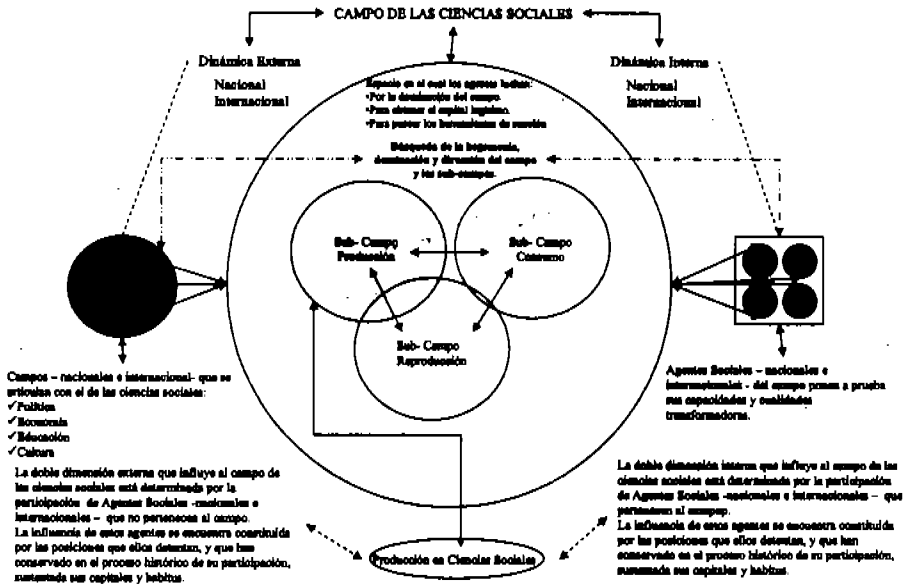 CAMPO DE LAS CIENCIAS SOCIALES
Dinámica Externa
Nacional
Internacional
Dinámica Interna
Nacional
Internacional
Espacio en el cual los agentes luchan:
•Por la dominación del campo.
•Para obtener el capital legítimo.
•Para poseer los
Búsqueda de la hegemonía,
dominación y dirección del campo
y los sub-campos.
Sub- Campo
Producción
Sub- Campo
Consumo
Sub- Campo
Reproducción
Campos – nacionales e internacional- que se
articulan con el de las ciencias sociales:
✓Política
✓Economía
✓Educación
✓Cultura
Agentes Sociales – nacionales e
internacionales - del campo ponen a prueba
sus capacidades y cualidades
transformadoras.
La doble dimensión externa que influye al campo de
las ciencias sociales está determinada por la
participación de Agentes Sociales -nacionales e
internacionales – que no pertenecen al campo.
La influencia de estos agentes se encuentra constituida
por las posiciones que ellos detentan, y que han
conservado en el proceso histórico de su participación,
sustentada sus capitales y habitus.
Producción en Ciencias Sociales
La doble dimensión interna que influye al campo de las
ciencias sociales está determinada por la participación
de Agentes Sociales -nacionales e internacionales – que
pertenecen al
La influencia de estos agentes se encuentra constituida
por las posiciones que ellos detentan, y que han
conservado en el proceso histórico de su participación,
sustentada sus capitales y habitus.